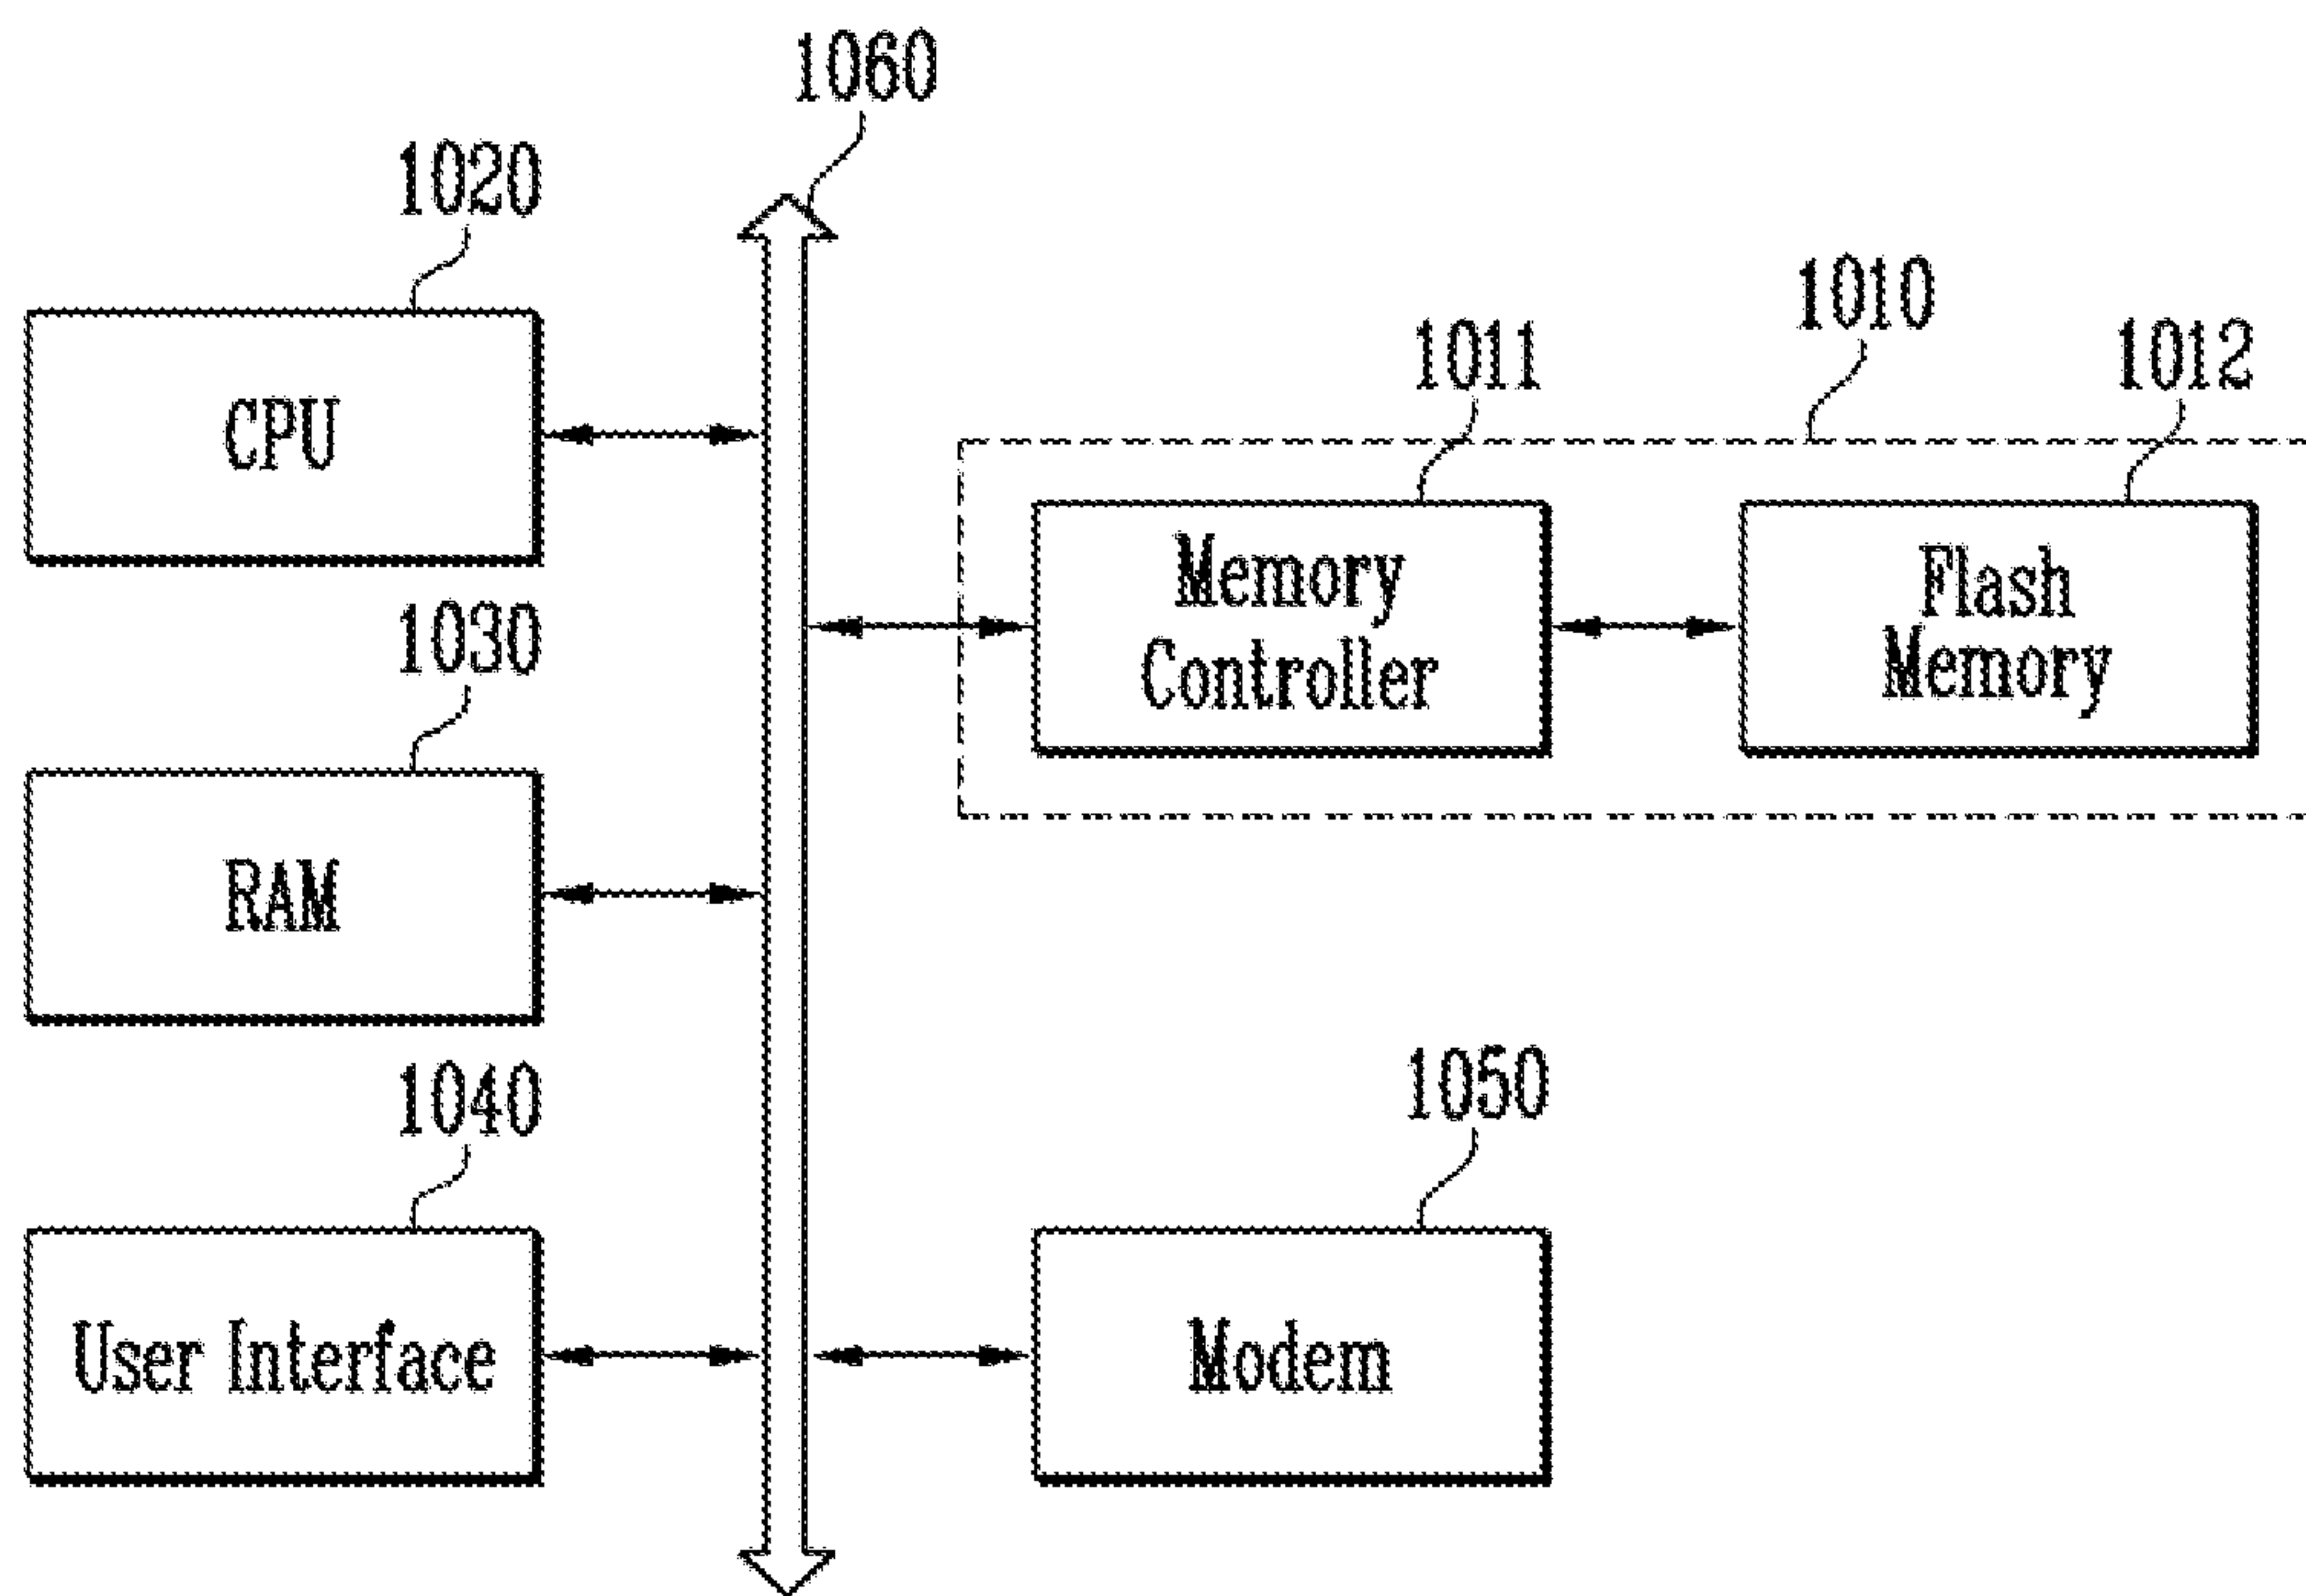 1060
1020
1010
1011
1012
CPU
Memory
Controller
Flash
Memory
1030
RAM
1040
1050
User Interface
Modem